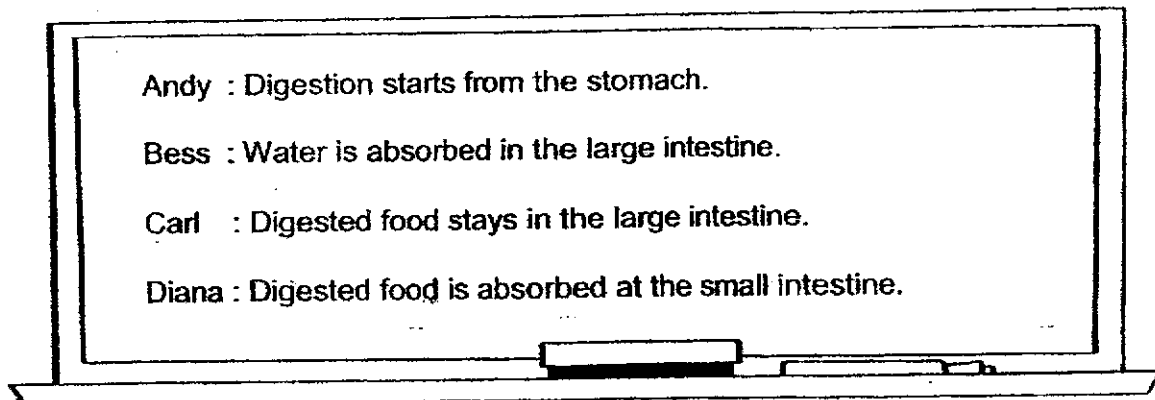 Andy : Digestion starts from the stomach.
Bess : Water is absorbed in the large intestine.
Carl : Digested food stays in the large intestine.
Diana : Digested food is absorbed at the small intestine.